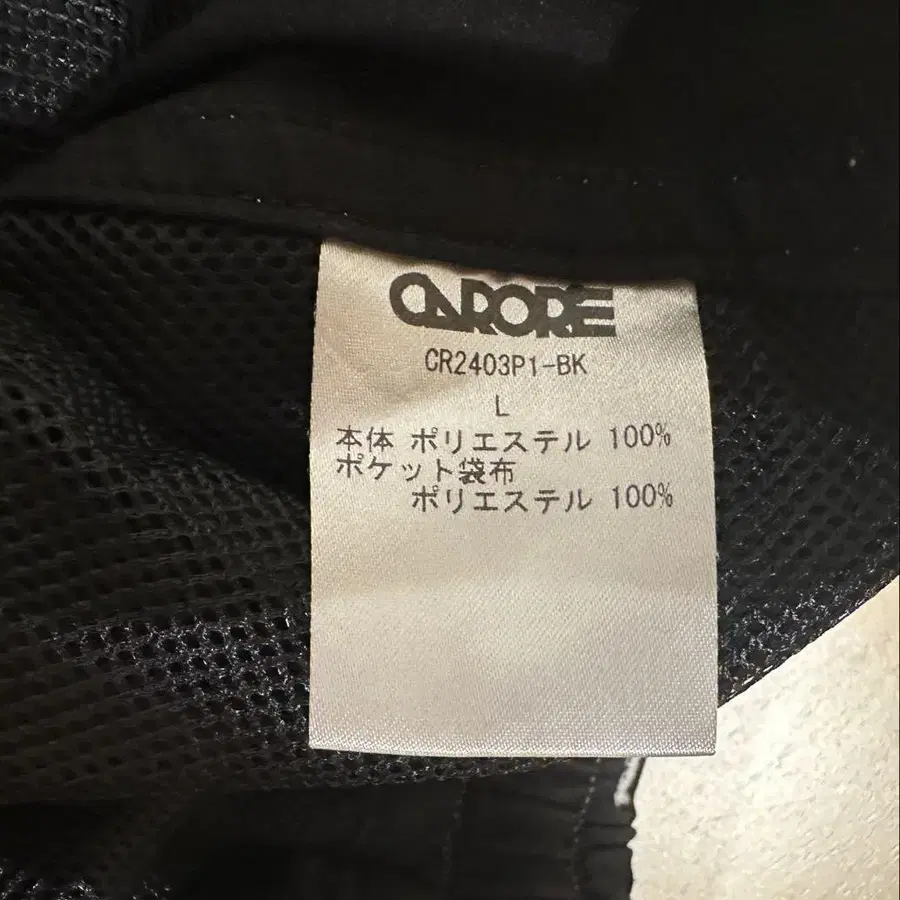 CARORE
CR2403P1-BK
L
本体 ポリエステル 100%
ポケット袋布
ポリエステル 100%